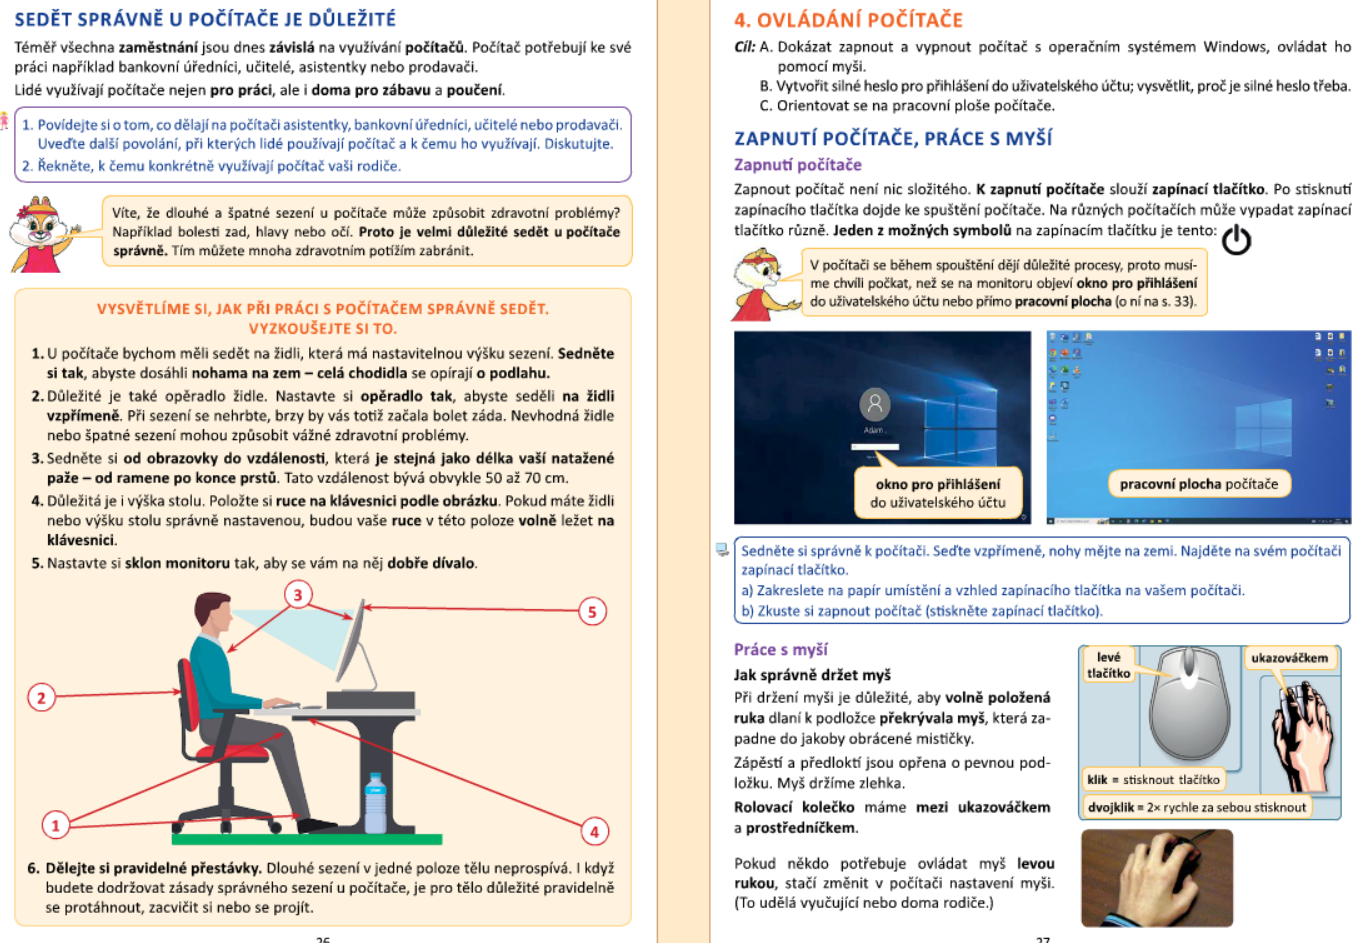 SEDĚT SPRÁVNĚ U POČÍTAČE JE DŮLEŽITÉ
Téměř všechna zaměstnání jsou dnes závislá na využívání počítačů. Počítač potřebují ke své
práci například bankovní úředníci, učitelé, asistentky nebo prodavači.
Lidé využívají počítače nejen pro práci, ale i doma pro zábavu a poučení.
1. Povídejte si o tom, co dělají na počítači asistentky, bankovní úředníci, učitelé nebo prodavači.
Uveďte další povolání, při kterých lidé používají počítač a k čemu ho využívají. Diskutujte.
2. Řekněte, k čemu konkrétně využívají počítač vaši rodiče.
Víte, že dlouhé a špatné sezení u počítače může způsobit zdravotní problémy?
Například bolesti zad, hlavy nebo očí. Proto je velmi důležité sedět u počítače
správně. Tím můžete mnoha zdravotním potížím zabránit.
VYSVĚTLÍME SI, JAK PŘI PRÁCI S POČÍTAČEM SPRÁVNĚ SEDĚT.
VYZKOUŠEJTE SI TO.
1. U počítače bychom měli sedět na židli, která má nastavitelnou výšku sezení. Sedněte
si tak, abyste dosáhli nohama na zem – celá chodidla se opírají o podlahu.
2. Důležité je také opěradlo židle. Nastavte si opěradlo tak, abyste seděli na židli
vzpřímeně. Při sezení se nehrbte, brzy by vás totiž začala bolet záda. Nevhodná židle
nebo špatné sezení mohou způsobit vážné zdravotní problémy.
3. Sedněte si od obrazovky do vzdálenosti, která je stejná jako délka vaší natažené
paže – od ramene po konce prstů. Tato vzdálenost bývá obvykle 50 až 70 cm.
4. Důležitá je i výška stolu. Položte si ruce na klávesnici podle obrázku. Pokud máte židli
nebo výšku stolu správně nastavenou, budou vaše ruce v této poloze volně ležet na
klávesnici.
5. Nastavte si sklon monitoru tak, aby se vám na něj dobře dívalo.
3
5
2
1
4
6. Dělejte si pravidelné přestávky. Dlouhé sezení v jedné poloze tělu neprospívá. I když
budete dodržovat zásady správného sezení u počítače, je pro tělo důležité pravidelně
se protáhnout, zacvičit si nebo se projít.
26
4. OVLÁDÁNÍ POČÍTAČE
Cíl: A. Dokázat zapnout a vypnout počítač s operačním systémem Windows, ovládat ho
pomocí myši.
B. Vytvořit silné heslo pro přihlášení do uživatelského účtu; vysvětlit, proč je silné heslo třeba.
C. Orientovat se na pracovní ploše počítače.
ZAPNUTÍ POČÍTAČE, PRÁCE S MYŠÍ
Zapnutí počítače
Zapnout počítač není nic složitého. K zapnutí počítače slouží zapínací tlačítko. Po stisknutí
zapínacího tlačítka dojde ke spuštění počítače. Na různých počítačích může vypadat zapínací
tlačítko různě. Jeden z možných symbolů na zapínacím tlačítku je tento:
V počítači se během spouštění dějí důležité procesy, proto musí-
me chvíli počkat, než se na monitoru objeví okno pro přihlášení
do uživatelského účtu nebo přímo pracovní plocha (o ní na s. 33).
Adam
okno pro přihlášení
do uživatelského účtu
pracovní plocha počítače
Sedněte si správně k počítači. Seďte vzpřímeně, nohy mějte na zemi. Najděte na svém počítači
zapínací tlačítko.
a) Zakreslete na papír umístění a vzhled zapínacího tlačítka na vašem počítači.
b) Zkuste si zapnout počítač (stiskněte zapínací tlačítko).
Práce s myší
Jak správně držet myš
Při držení myši je důležité, aby volně položená
ruka dlaní k podložce překrývala myš, která za-
padne do jakoby obrácené mističky.
Zápěstí a předloktí jsou opřena o pevnou pod-
ložku. Myš držíme zlehka.
Rolovací kolečko máme mezi ukazováčkem
a prostředníčkem.
Pokud někdo potřebuje ovládat myš levou
rukou, stačí změnit v počítači nastavení myši.
(To udělá vyučující nebo doma rodiče.)
levé
tlačítko
ukazováčkem
klik = stisknout tlačítko
dvojklik = 2× rychle za sebou stisknout
27